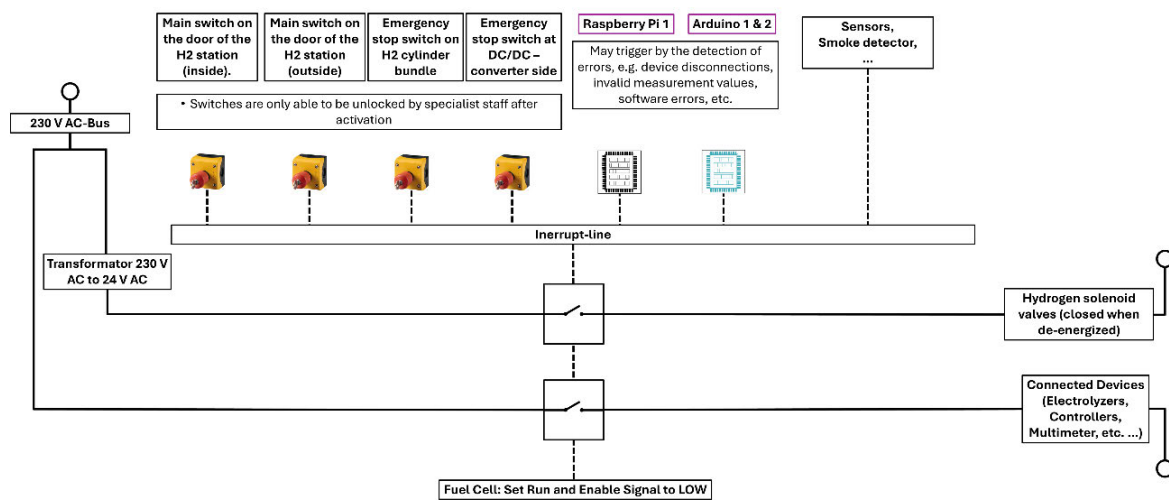 Main switch on
the door of the
H2 station
(inside).
Main switch on
the door of the
H2 station
(outside)
Emergency
stop switch on
H2 cylinder
bundle
Emergency
stop switch at
DC/DC –
converter side
Raspberry Pi 1
Arduino 1 & 2
May trigger by the detection of
errors, e.g. device disconnections,
invalid measurement values,
software errors, etc.
Sensors,
Smoke detector,
...
• Switches are only able to be unlocked by specialist staff after
activation
230 V AC-Bus
Inerrupt-line
Transformator 230 V
AC to 24 V AC
Hydrogen solenoid
valves (closed when
de-energized)
Connected Devices
(Electrolyzers,
Controllers,
Multimeter, etc. ...)
Fuel Cell: Set Run and Enable Signal to LOW